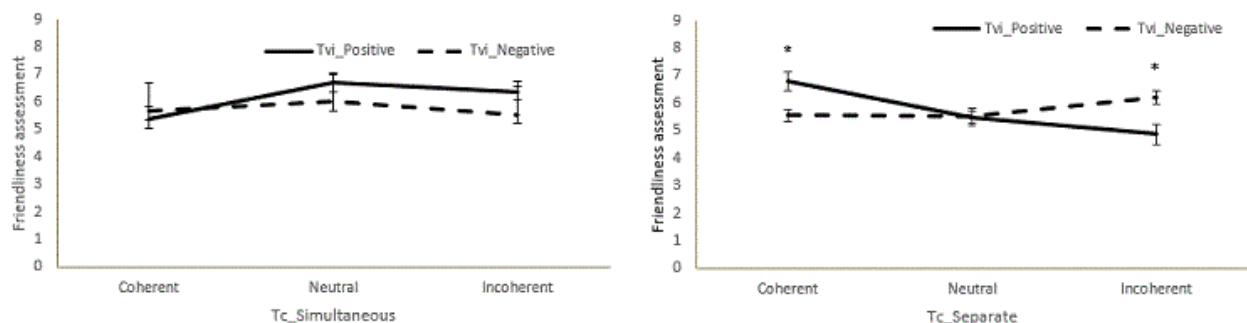 Friendliness assessment
9
8
7
6
5
4
3
2
1
0
Tvi_Positive Tvi_Negative
Coherent Neutral Incoherent
Tc_Simultaneous
Friendliness assessment
9
8
7
6
5
4
3
2
1
0
Tvi_Positive Tvi_Negative
*
*
Coherent Neutral Incoherent
Tc_Separate